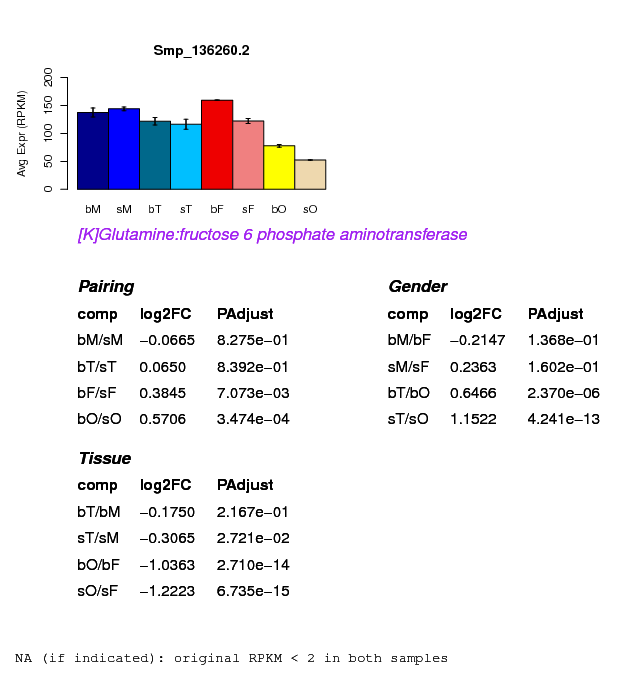 Smp_136260.2
Avg Expr (RPKM)
200
150
100
50
0
bM sM bT sT bF sF bO sO
[K]Glutamine:fructose 6 phosphate aminotransferase
Pairing
comp log2FC PAdjust
bM/sM −0.0665 8.275e−01
bT/sT 0.0650 8.392e−01
bF/sF 0.3845 7.073e−03
bO/sO 0.5706 3.474e−04
Gender
comp log2FC PAdjust
bM/bF −0.2147 1.368e−01
sM/sF 0.2363 1.602e−01
bT/bO 0.6466 2.370e−06
sT/sO 1.1522 4.241e−13
Tissue
comp log2FC PAdjust
bT/bM −0.1750 2.167e−01
sT/sM −0.3065 2.721e−02
bO/bF −1.0363 2.710e−14
sO/sF −1.2223 6.735e−15
NA (if indicated): original RPKM < 2 in both samples